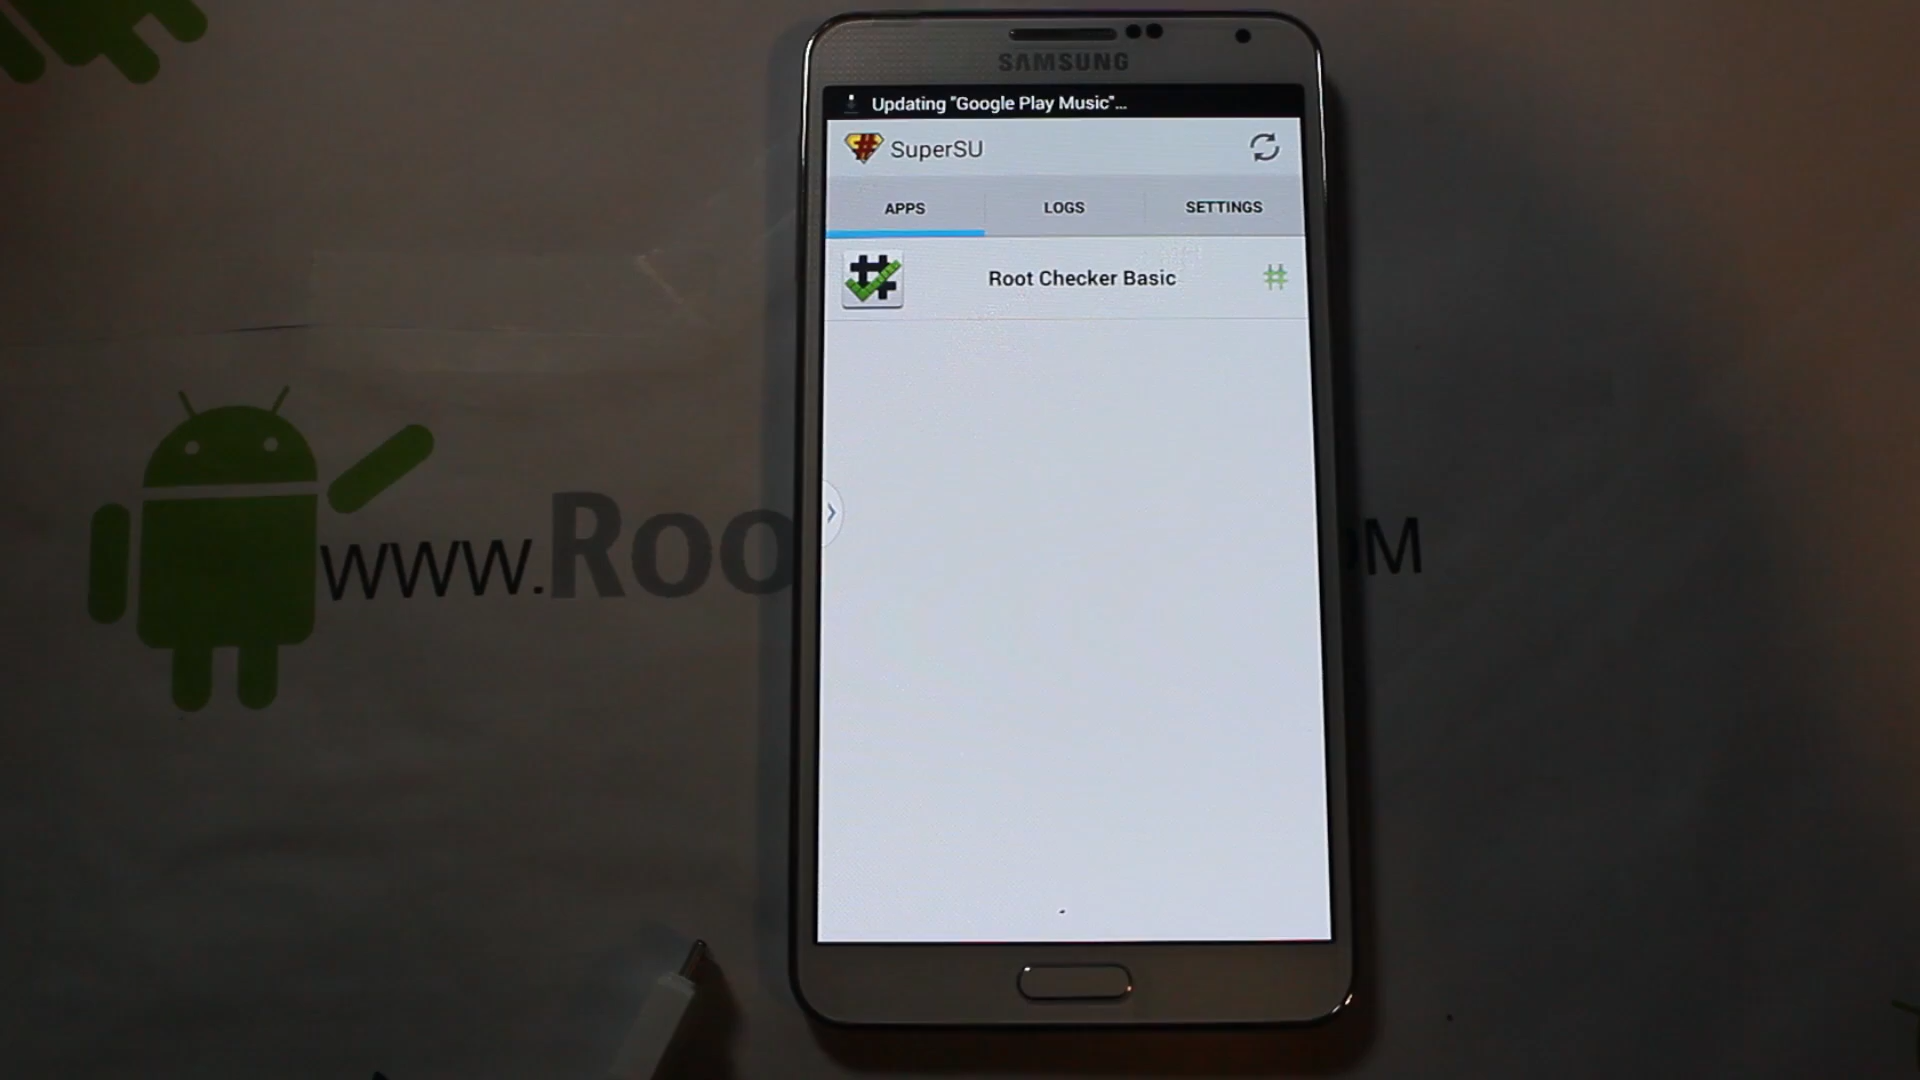 SAMSUNG
Updating "Google Play Music"...
SuperSU
APPS
LOGS
SETTINGS
Root Checker Basic
www.Roo
M